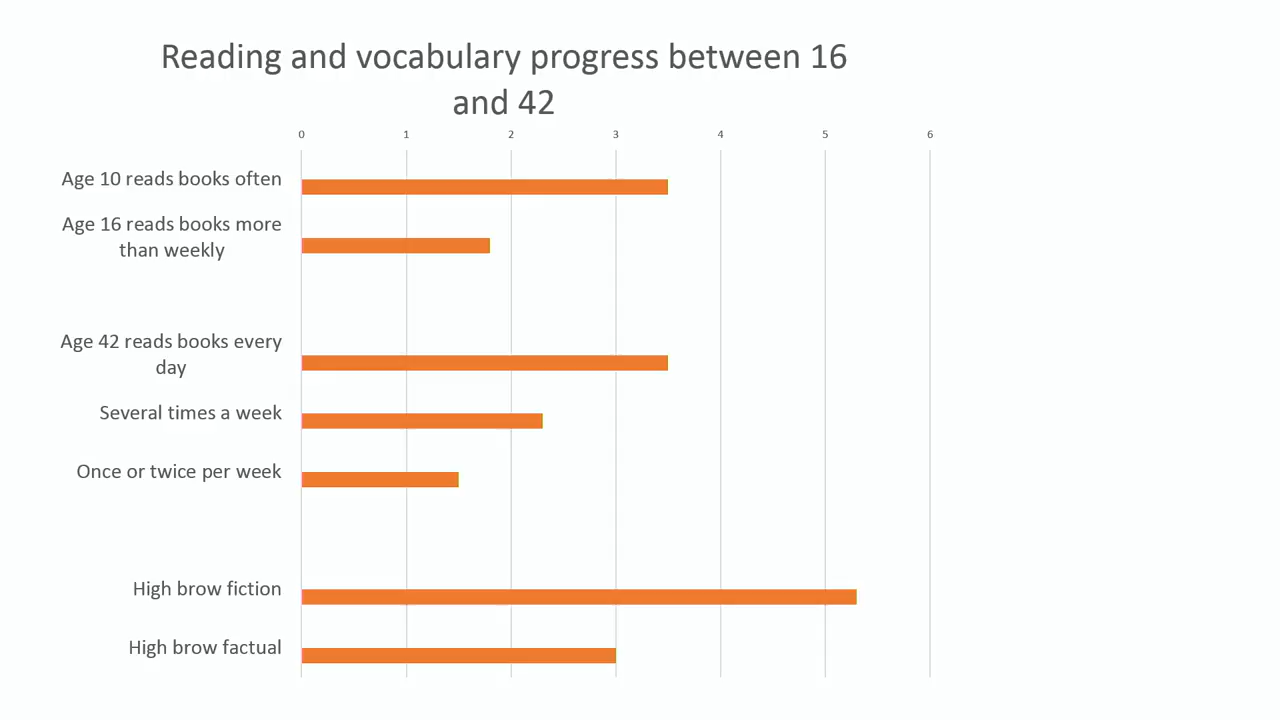 Reading and vocabulary progress between 16
and 42
0 1 2 3 4 5 6
Age 10 reads books often
Age 16 reads books more
than weekly
Age 42 reads books every
day
Several times a week
Once or twice per week
High brow fiction
High brow factual